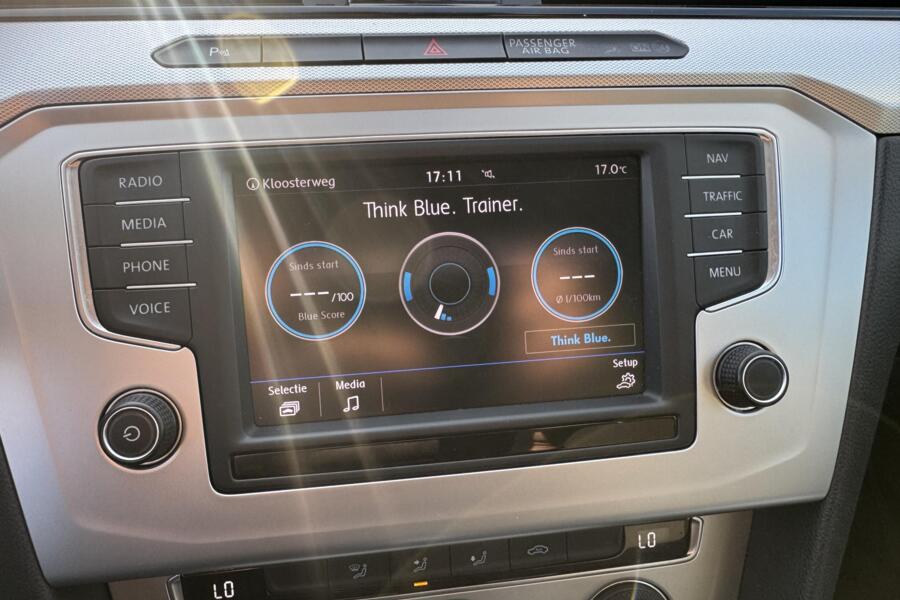 P
PASSENGER
AIR BAG
RADIO
MEDIA
PHONE
VOICE
Kloosterweg
17:11
17.0°C
Think Blue. Trainer.
Sinds start
---/100
Blue Score
Sinds start
---
Ø l/100km
Think Blue.
Selectie
Media
Setup
NAV
TRAFFIC
CAR
MENU
LO
LO